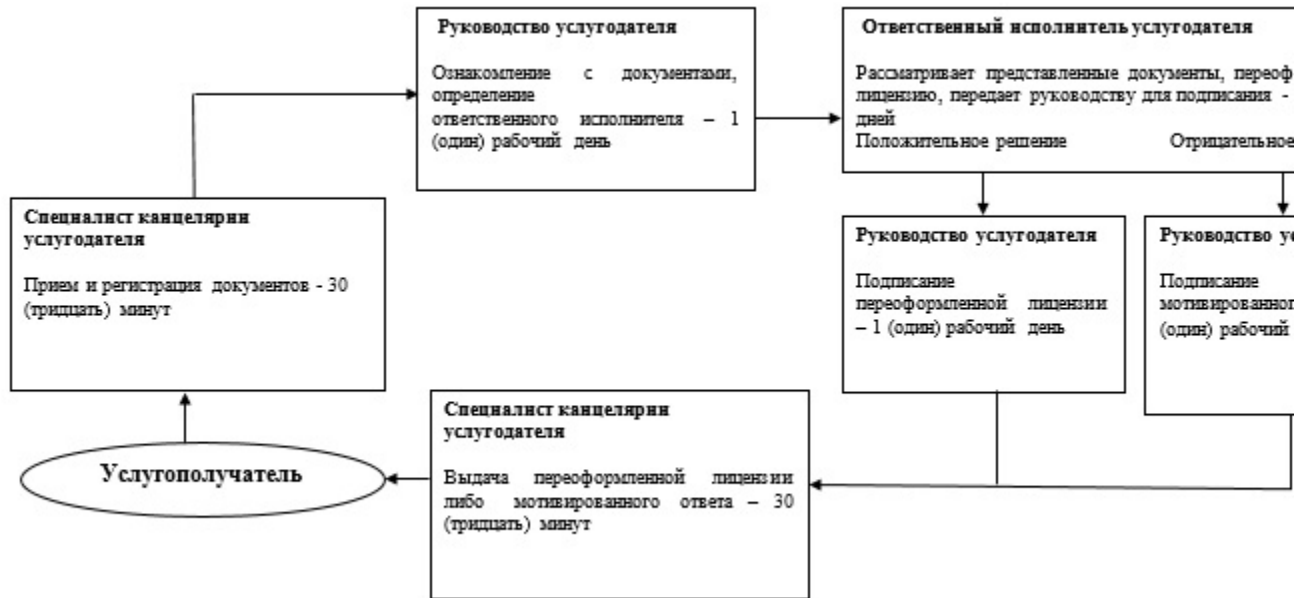 Руководство услугодателя
Ознакомление с документами,
определение
ответственного исполнителя – 1
(один) рабочий день
Ответственный исполнитель услугодателя
Рассматривает представленные документы, переоф
лицензию, передает руководству для подписания -
дней
Положительное решение Отрицательное
Специалист канцелярии
услугодателя
Прием и регистрация документов - 30
(тридцать) минут
Руководство услугодателя
Подписание
переоформленной лицензии
– 1 (один) рабочий день
Руководство ус
Подписание
мотивированног
(один) рабочий
Специалист канцелярии
услугодателя
Выдача переоформленной лицензии
либо мотивированного ответа – 30
(тридцать) минут
Услугополучатель